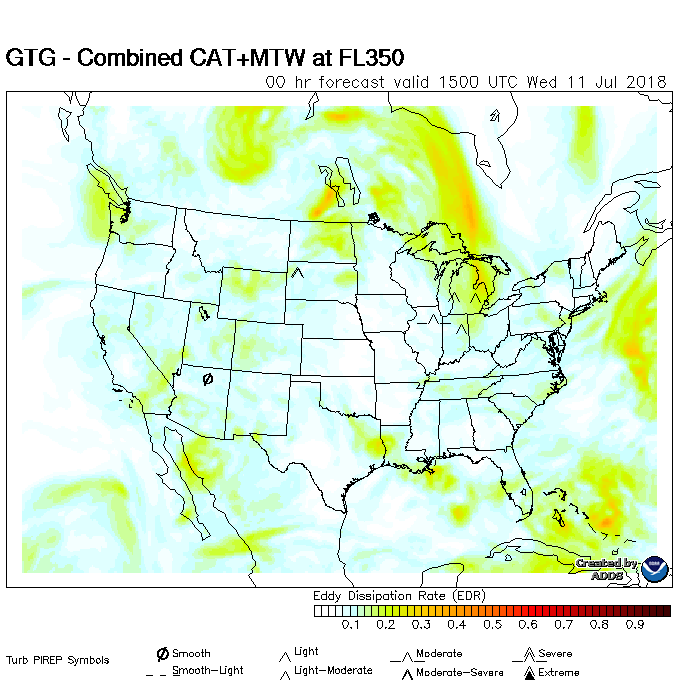 GTG - Combined CAT+MTW at FL350
00 hr forecast valid 1500 UTC Wed 11 Jul 2018
Created by
ADDS
NOAA
Eddy Dissipation Rate (EDR)
0.1 0.2 0.3 0.4 0.5 0.6 0.7 0.8 0.9
Turb PIREP Symbols
Smooth Light Moderate Severe
Smooth-Light Light-Moderate Moderate-Severe Extreme